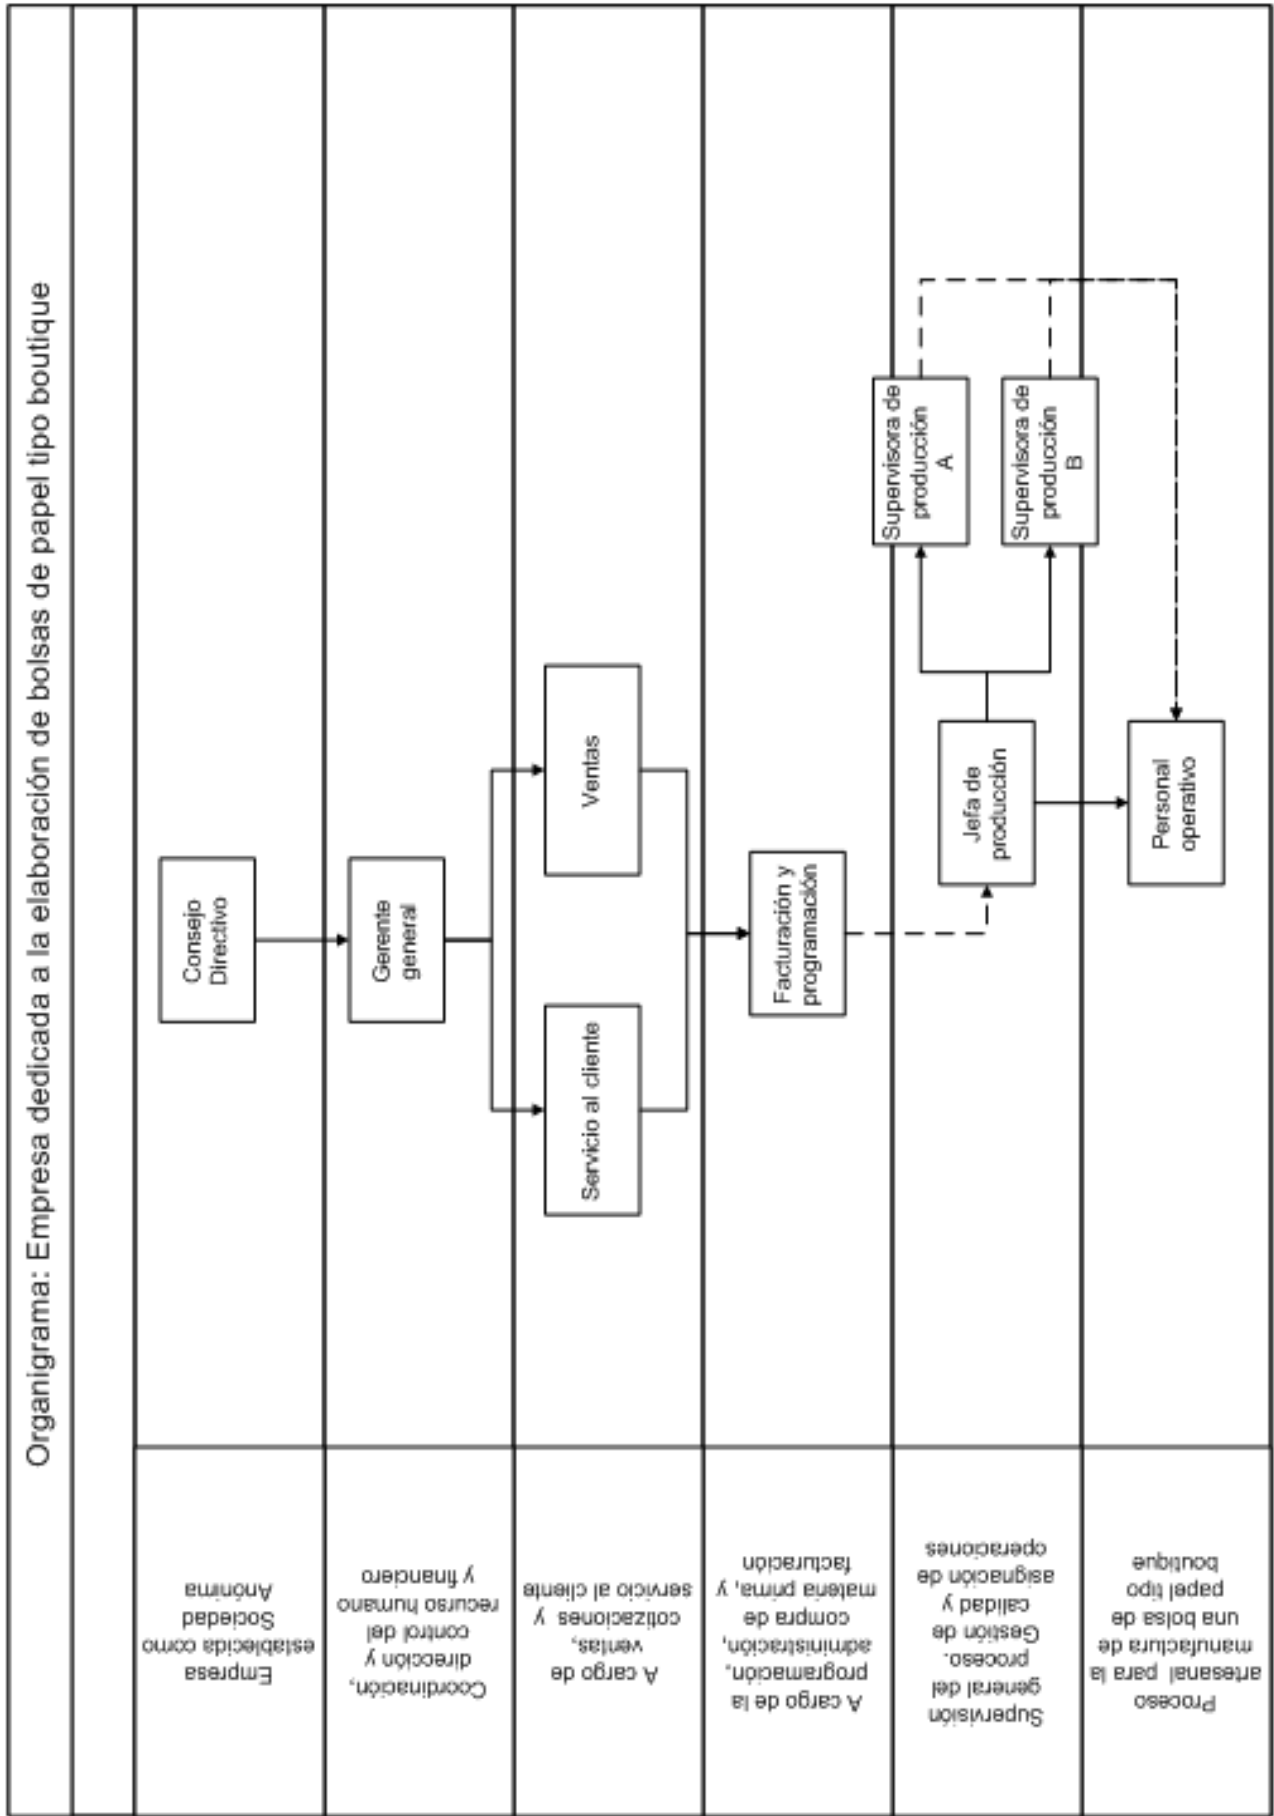 Organigrama: Empresa dedicada a la elaboración de bolsas de papel tipo boutique
Empresa
establecida como
Sociedad
Anónima
Consejo
Directivo
Coordinación,
dirección y
control del
recurso humano
y financiero
Gerente
general
A cargo de
ventas,
cotizaciones y
servicio al cliente
Servicio al cliente
Ventas
A cargo de la
programación,
administración,
compra de
materia prima, y
facturación
Facturación y
programación
Supervisión
general del
proceso.
Gestión de
calidad y
asignación de
operaciones
Jefa de
producción
Supervisora de
producción
A
Supervisora de
producción
B
Proceso
artesanal para la
manufactura de
una bolsa de
papel tipo
boutique
Personal
operativo